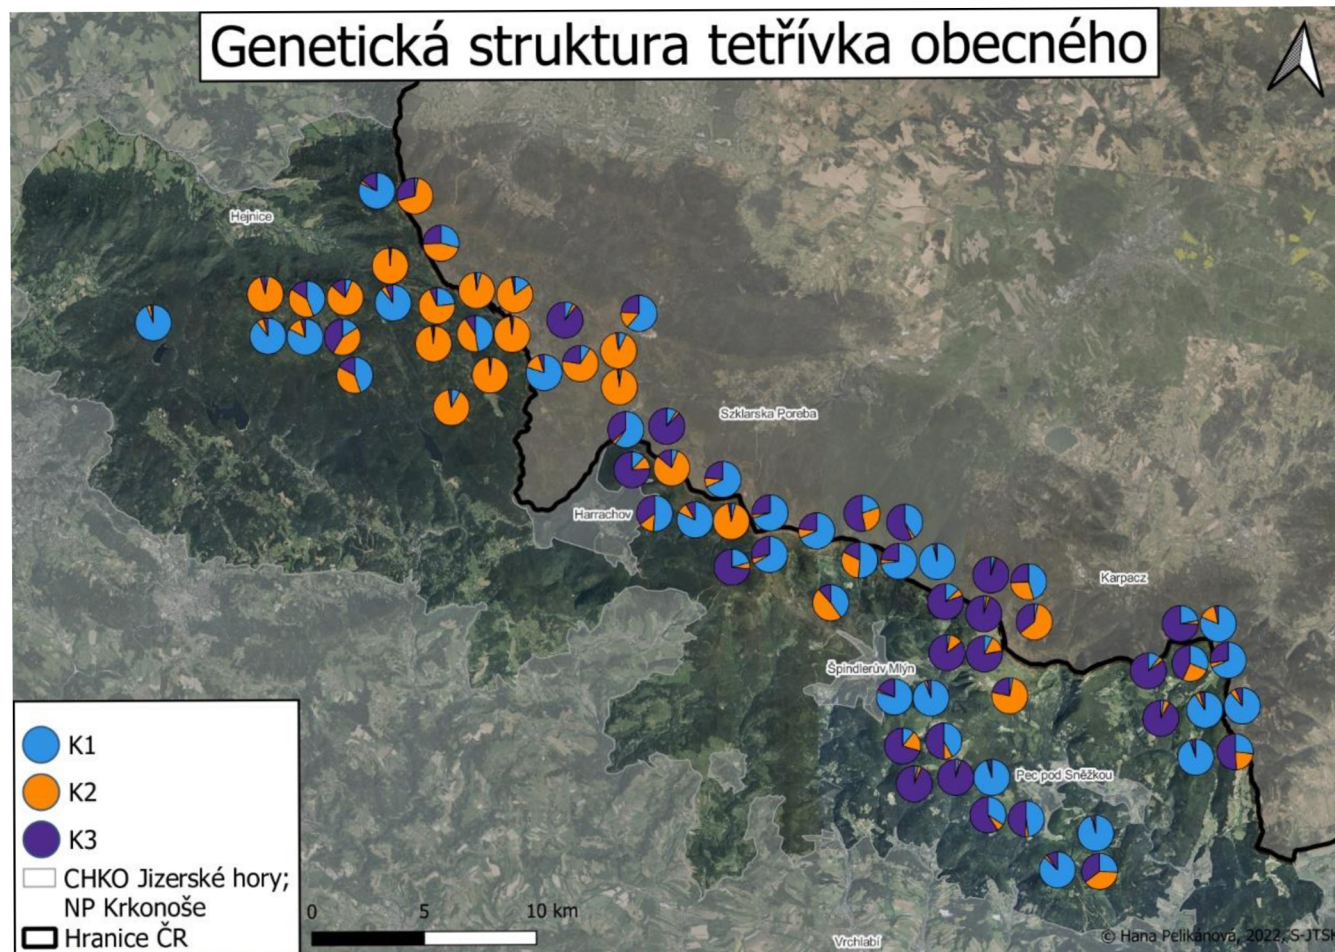 Genetická struktura tetřívka obecného
Hejnice
Szklarska Poreba
Harrachov
Karpacz
Špindlerův Mlýn
Pec pod Sněžkou
K1
K2
K3
CHKO Jizerské hory;
NP Krkonoše
Hranice ČR
0 5 10 km
Vrchlabí
© Hana Pelikánová, 2022, S-JTSK